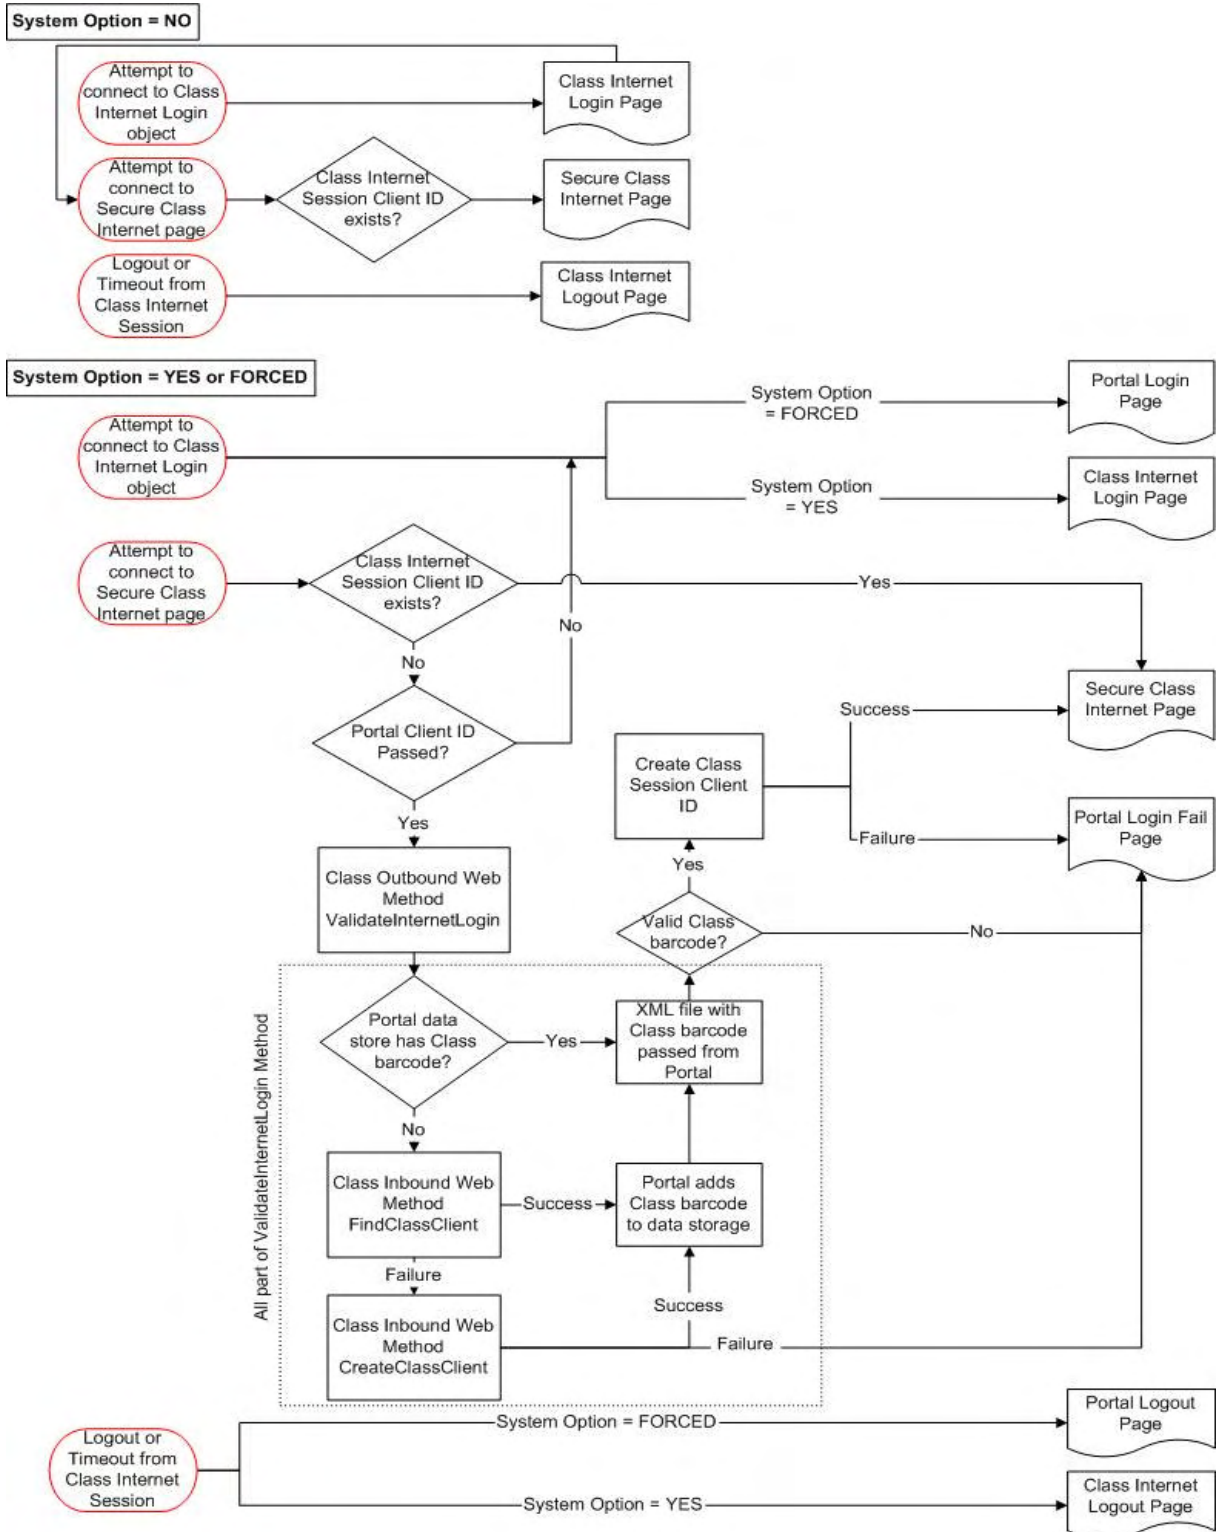 System Option = NO
Attempt to
connect to Class
Internet Login
object
Class Internet
Login Page
Attempt to
connect to
Secure Class
Internet page
Class Internet
Session Client ID
exists?
Secure Class
Internet Page
Logout or
Timeout from
Class Internet
Session
Class Internet
Logout Page
System Option = YES or FORCED
Attempt to
connect to Class
Internet Login
object
System Option
= FORCED
Portal Login
Page
System Option
= YES
Class Internet
Login Page
Attempt to
connect to
Secure Class
Internet page
Class Internet
Session Client ID
exists?
Yes
No
No
Portal Client ID
Passed?
Secure Class
Internet Page
Success
Create Class
Session Client
ID
Failure
Portal Login Fail
Page
Yes
Class Outbound Web
Method
ValidateInternetLogin
Yes
Valid Class
barcode?
No
All part of ValidateInternetLogin Method
Portal data
store has Class
barcode?
Yes
XML file with
Class barcode
passed from
Portal
No
Class Inbound Web
Method
FindClassClient
Success
Portal adds
Class barcode
to data storage
Failure
Success
Class Inbound Web
Method
CreateClassClient
Failure
Logout or
Timeout from
Class Internet
Session
System Option = FORCED
Portal Logout
Page
System Option = YES
Class Internet
Logout Page